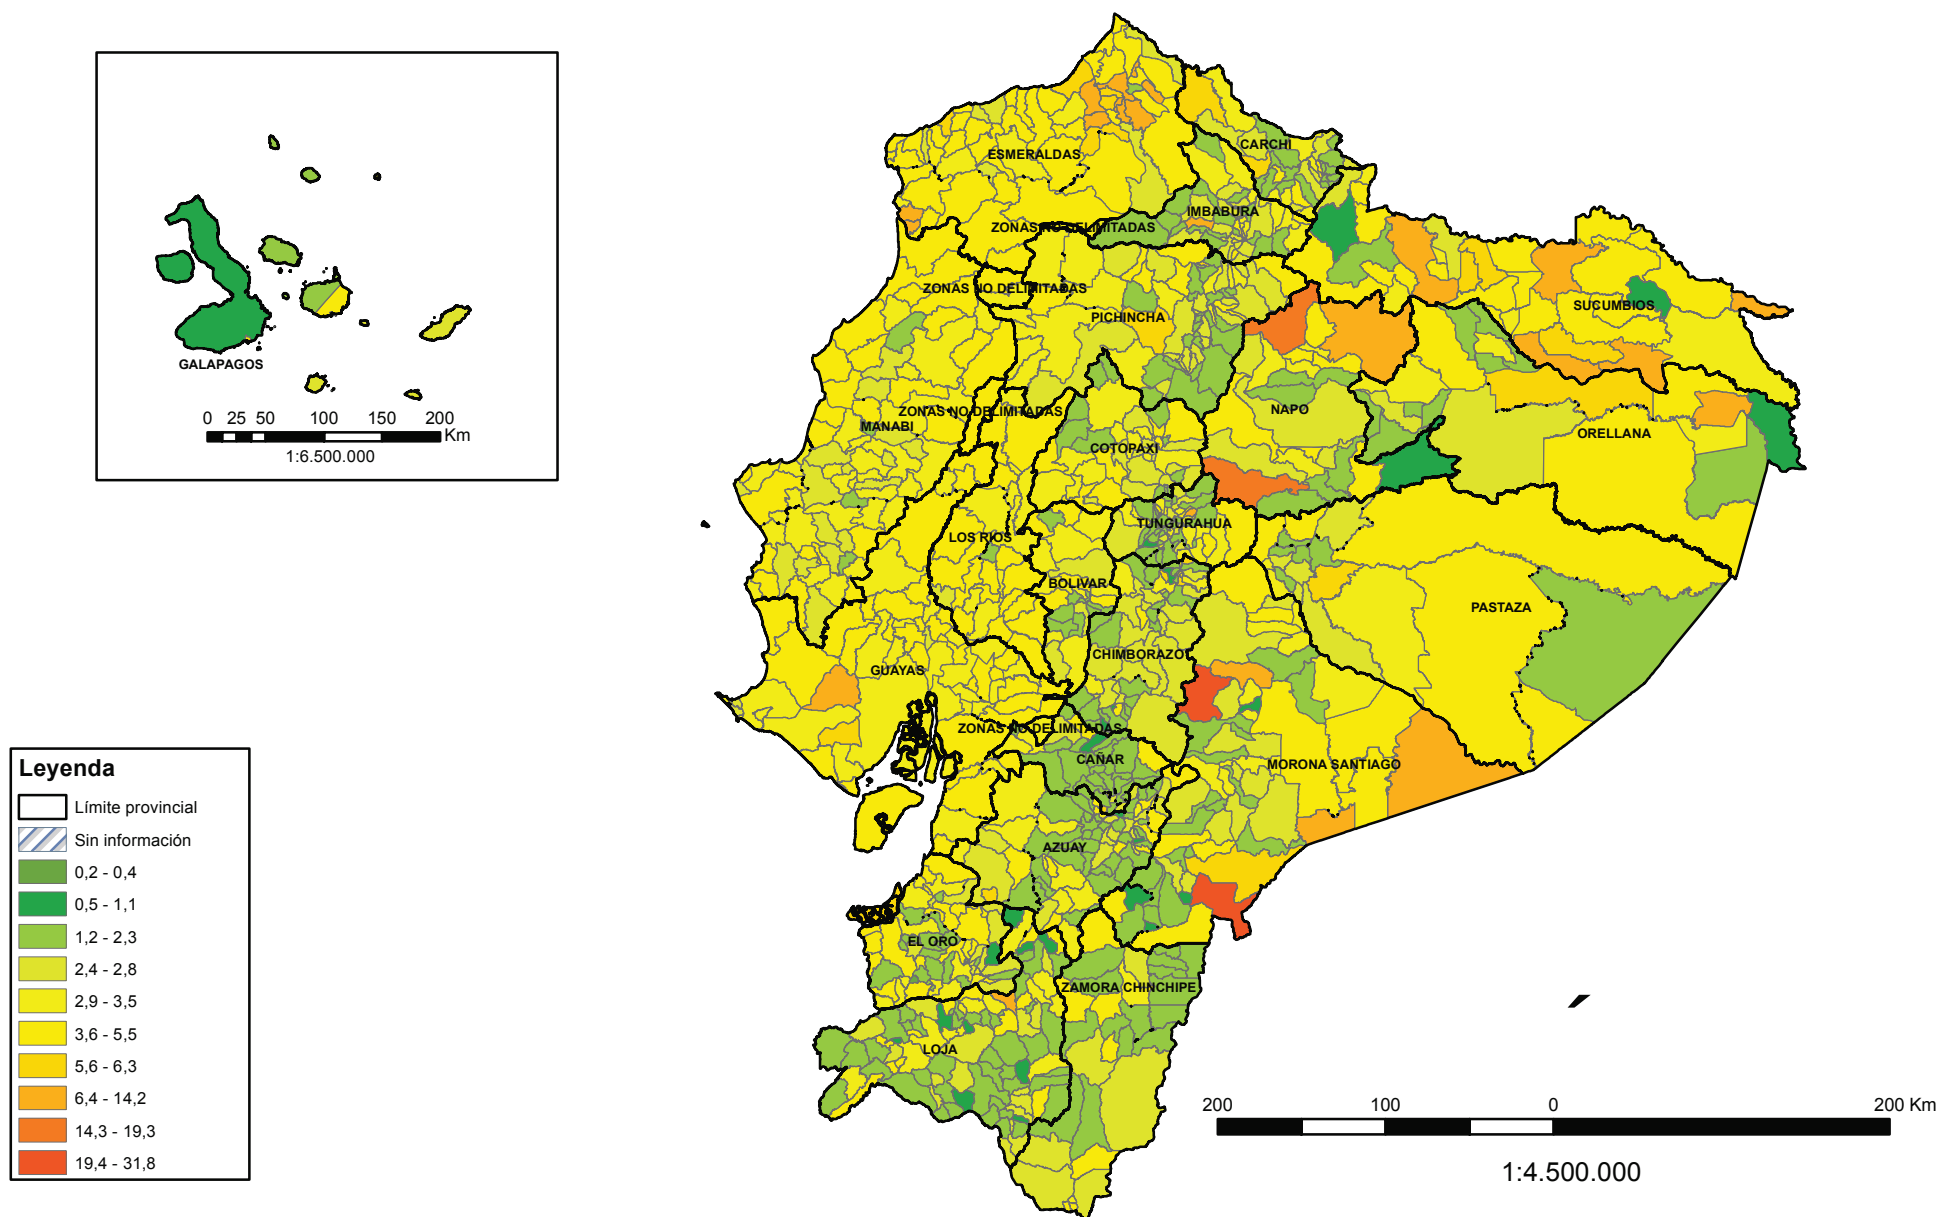 GALAPAGOS
0 25 50 100 150 200
Km
1:6.500.000
ESMERALDAS
CARCHI
IMBABURA
ZONAS NO DELIMITADAS
ZONAS NO DELIMITADAS
PICHINCHA
SUCUMBIOS
NAPO
ZONAS NO DELIMITADAS
MANABI
ORELLANA
COTOPAXI
TUNGURAHUA
LOS RIOS
BOLIVAR
PASTAZA
CHIMBORAZO
GUAYAS
ZONAS NO DELIMITADAS
CAÑAR
MORONA SANTIAGO
AZUAY
EL ORO
ZAMORA CHINCHIPE
LOJA
Leyenda
Límite provincial
Sin información
0,2 - 0,4
0,5 - 1,1
1,2 - 2,3
2,4 - 2,8
2,9 - 3,5
3,6 - 5,5
5,6 - 6,3
6,4 - 14,2
14,3 - 19,3
19,4 - 31,8
200 100 0 200 Km
1:4.500.000